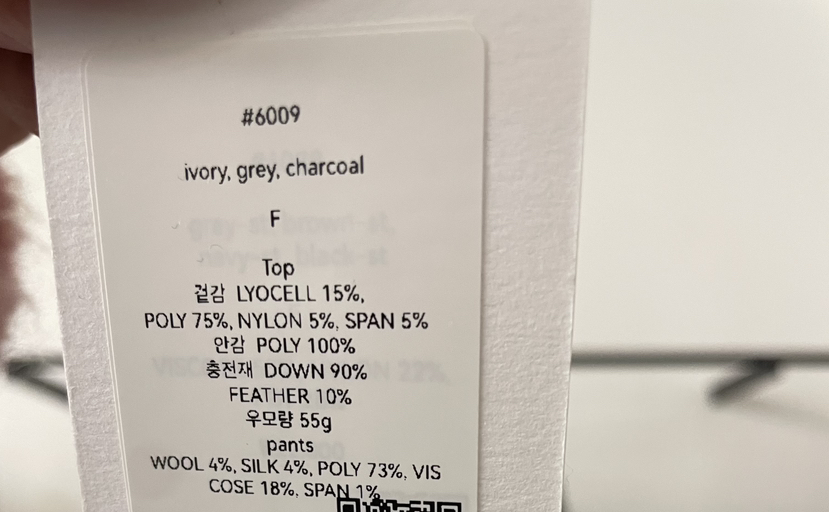 #6009
ivory, grey, charcoal
F
Top
겉감 LYOCELL 15%,
POLY 75%, NYLON 5%, SPAN 5%
안감 POLY 100%
충전재 DOWN 90%
FEATHER 10%
우모량 55g
pants
WOOL 4%, SILK 4%, POLY 73%, VIS
COSE 18%, SPAN 1%